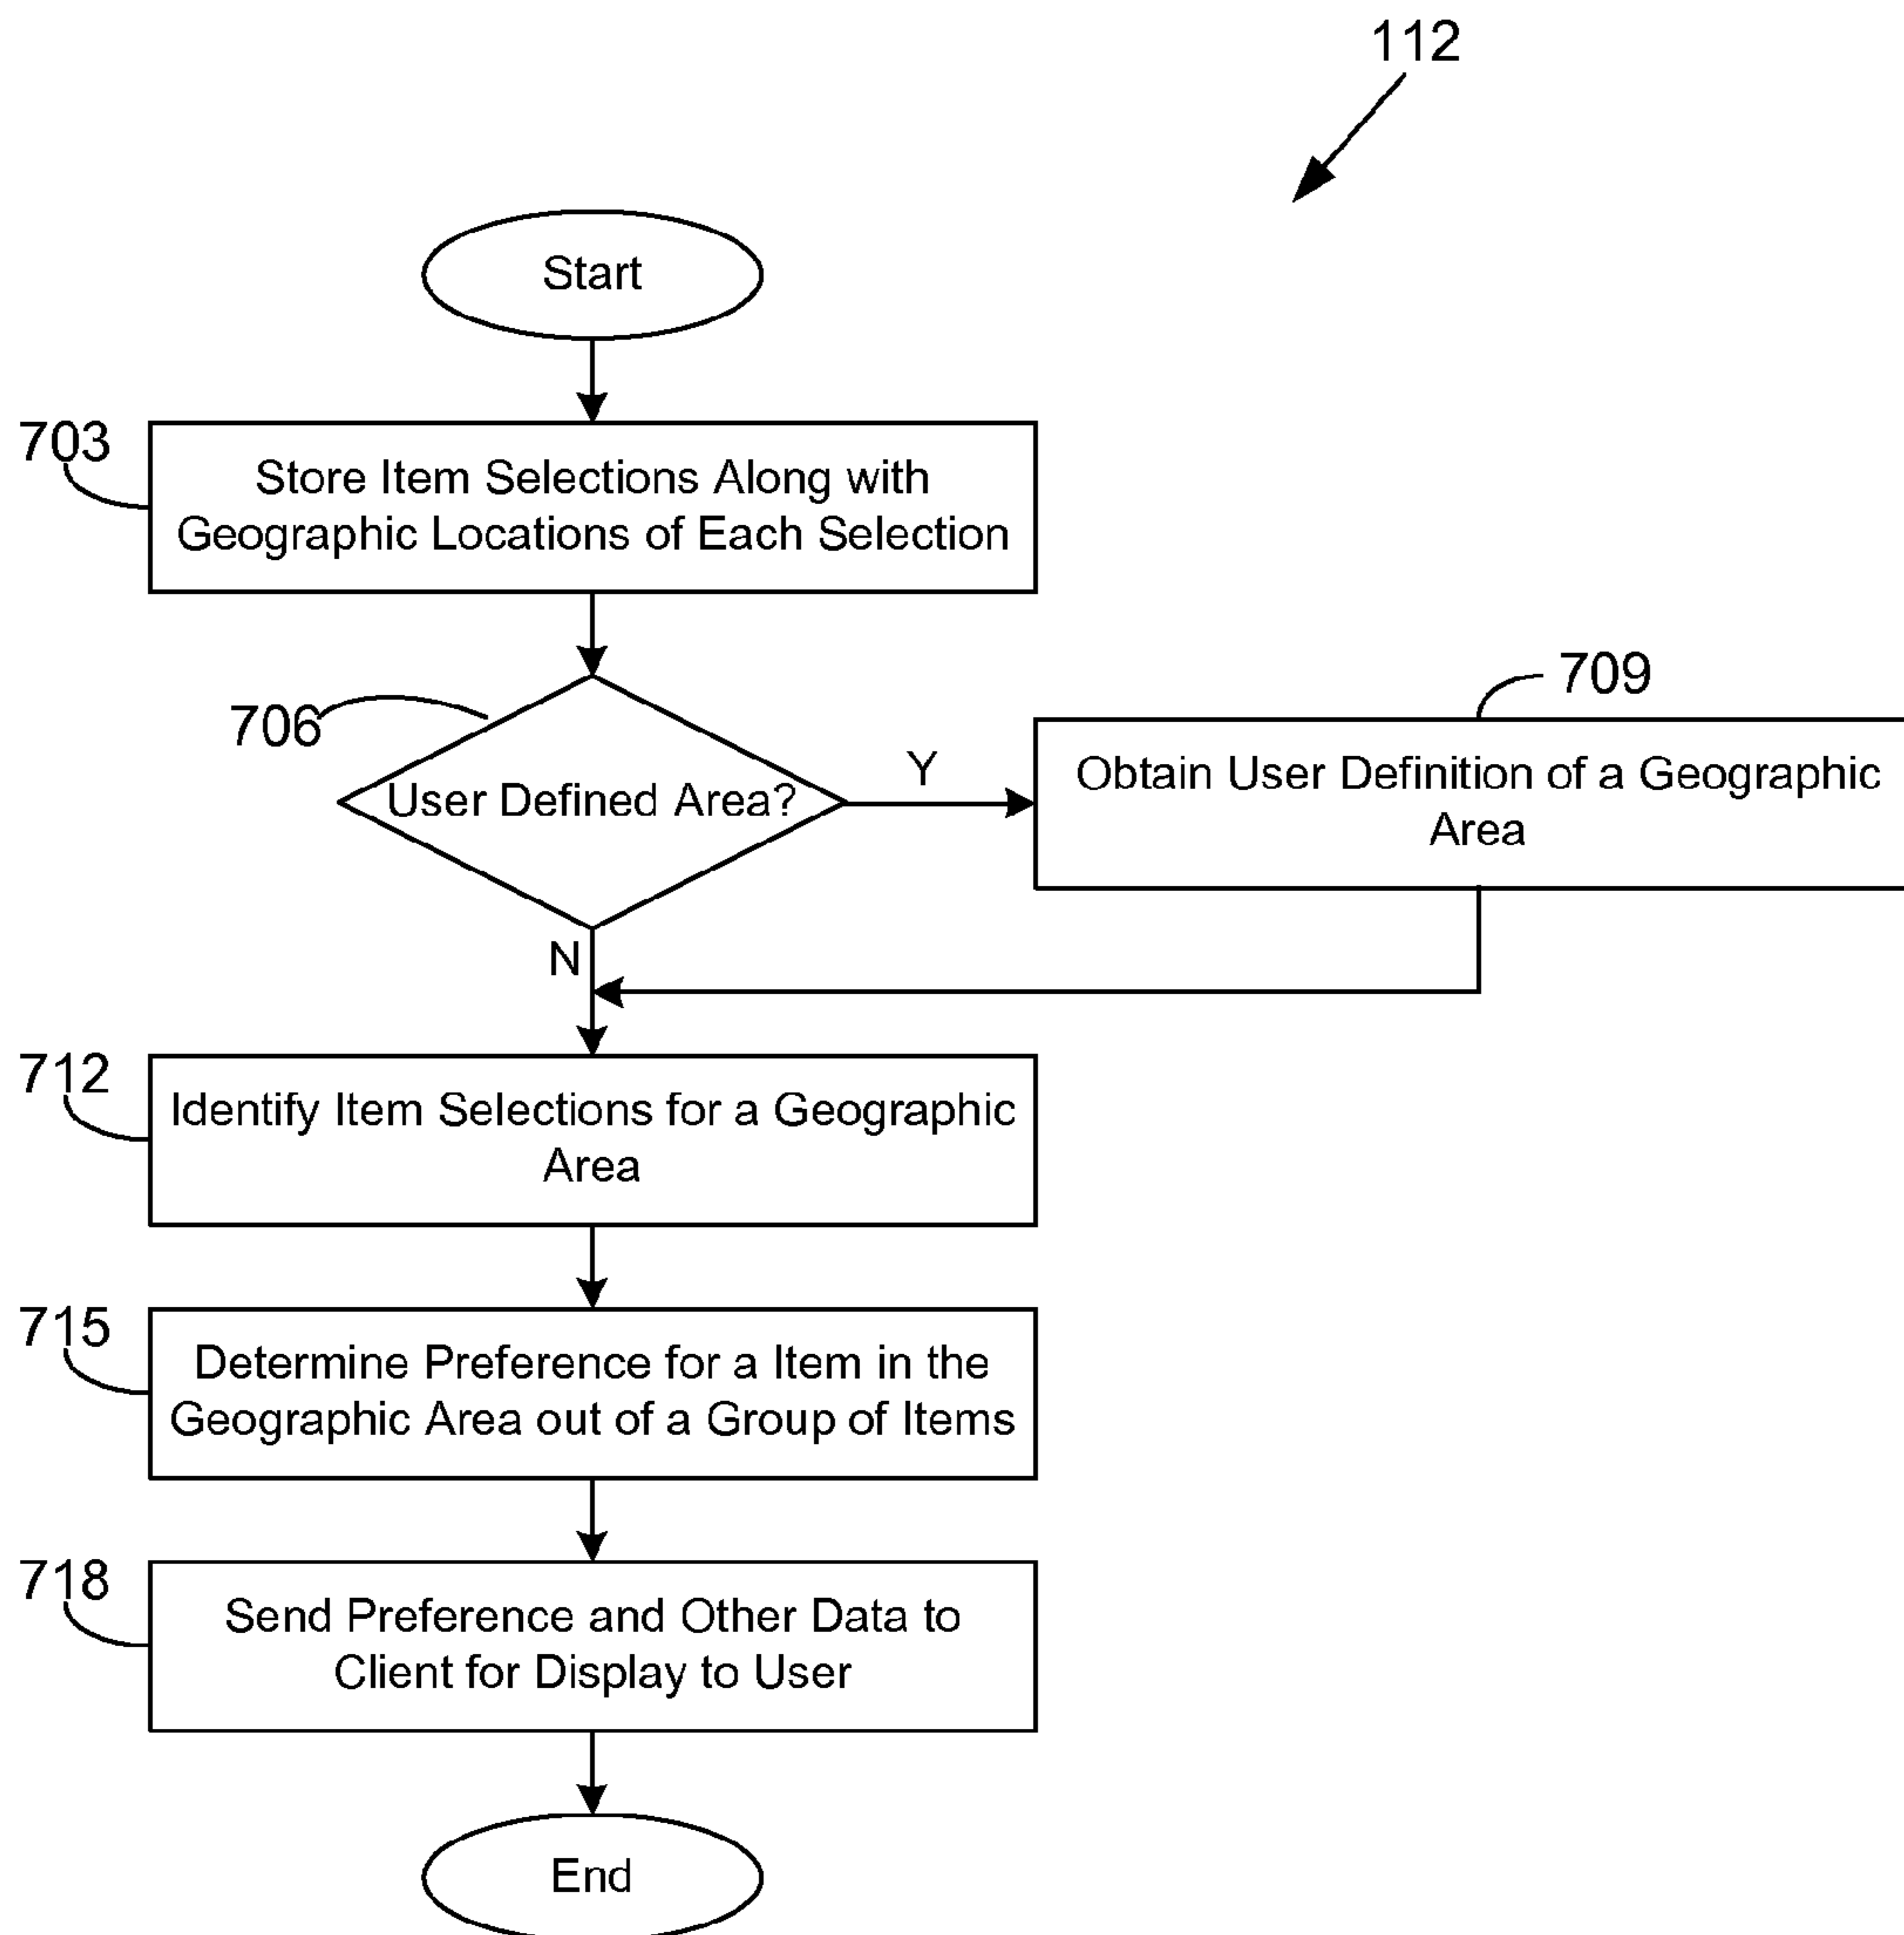 112
Start
703
Store Item Selections Along with
Geographic Locations of Each Selection
706
User Defined Area?
Y
709
Obtain User Definition of a Geographic
Area
N
712
Identify Item Selections for a Geographic
Area
715
Determine Preference for a Item in the
Geographic Area out of a Group of Items
718
Send Preference and Other Data to
Client for Display to User
End